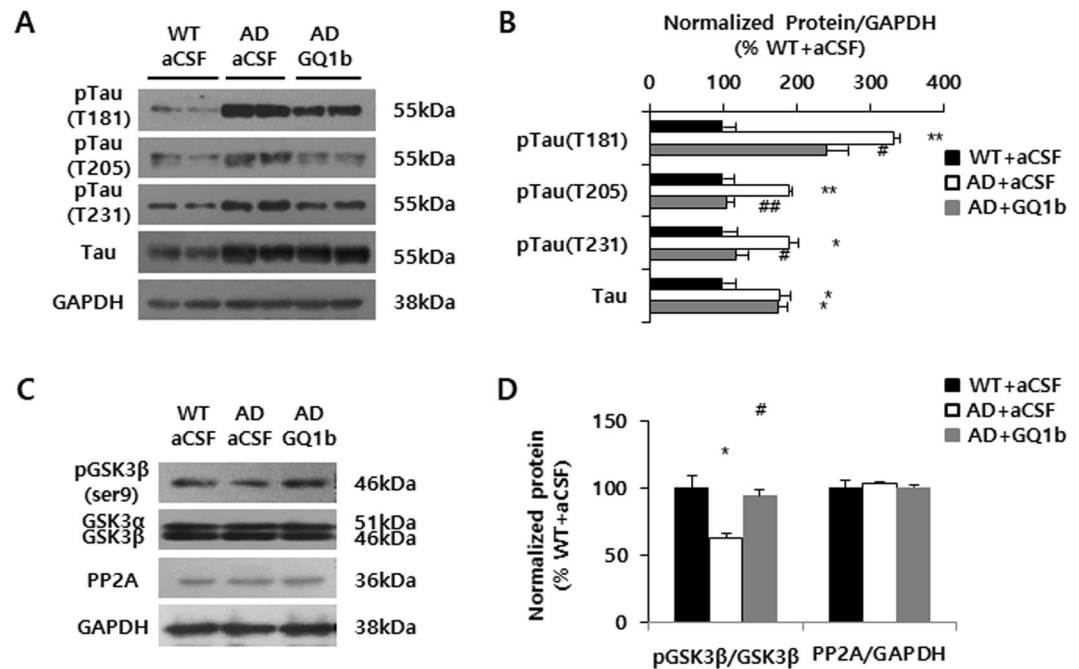 A
WT
aCSF
AD
aCSF
AD
GQ1b
pTau
(T181)
55kDa
pTau
(T205)
55kDa
pTau
(T231)
55kDa
Tau
55kDa
GAPDH
38kDa
B
Normalized Protein/GAPDH
(% WT+aCSF)
0 100 200 300 400
pTau(T181)
**
#
pTau(T205)
**
##
pTau(T231)
*
#
Tau
*
*
WT+aCSF
AD+aCSF
AD+GQ1b
C
WT
aCSF
AD
aCSF
AD
GQ1b
pGSK3β
(ser9)
46kDa
GSK3α
51kDa
GSK3β
46kDa
PP2A
36kDa
GAPDH
38kDa
D
WT+aCSF
AD+aCSF
AD+GQ1b
Normalized protein
(% WT+aCSF)
150
100
50
0
*
#
pGSK3β/GSK3β
PP2A/GAPDH